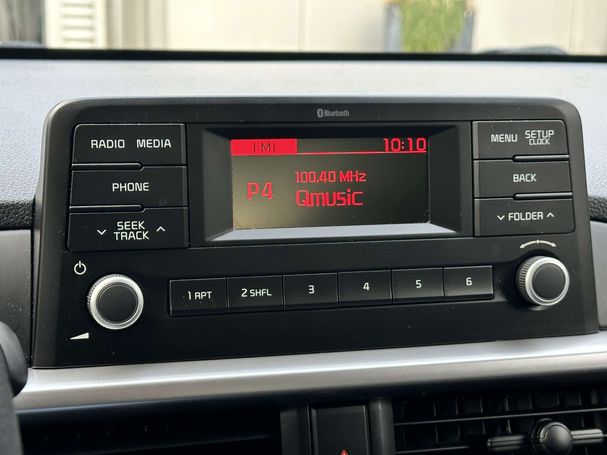 Bluetooth
RADIO MEDIA
PHONE
SEEK
TRACK
FM1 10:10
P4 100.40 MHz
Qmusic
MENU SETUP
CLOCK
BACK
FOLDER
1 RPT 2 SHFL 3 4 5 6